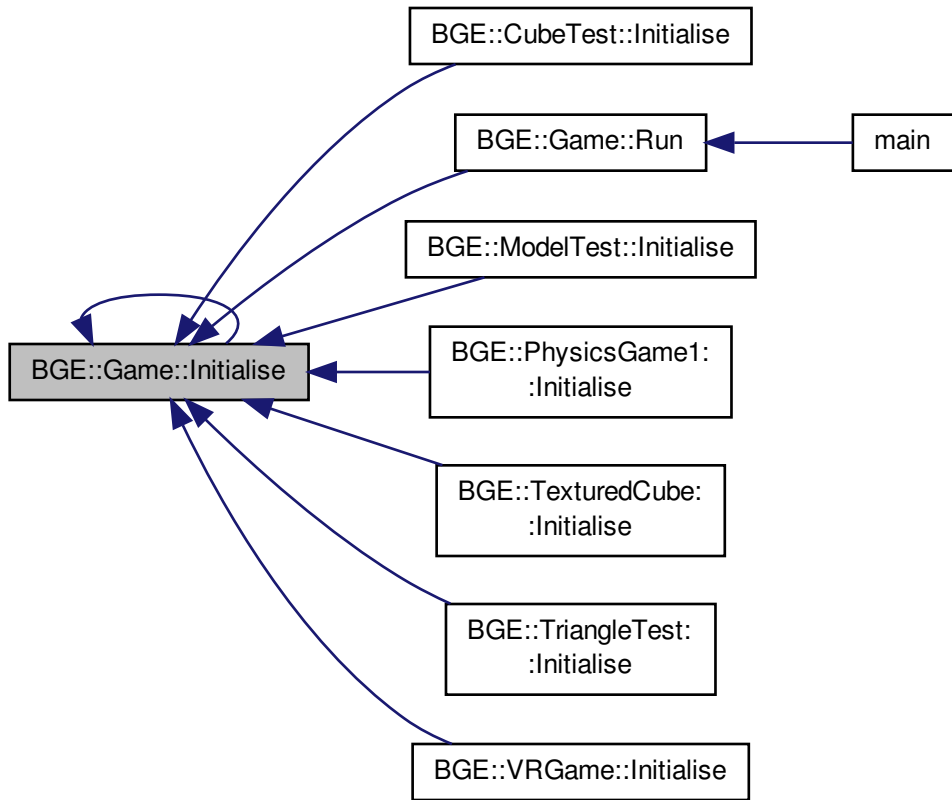 BGE::CubeTest::Initialise
BGE::Game::Run
main
BGE::ModelTest::Initialise
BGE::Game::Initialise
BGE::PhysicsGame1:
:Initialise
BGE::TexturedCube:
:Initialise
BGE::TriangleTest:
:Initialise
BGE::VRGame::Initialise